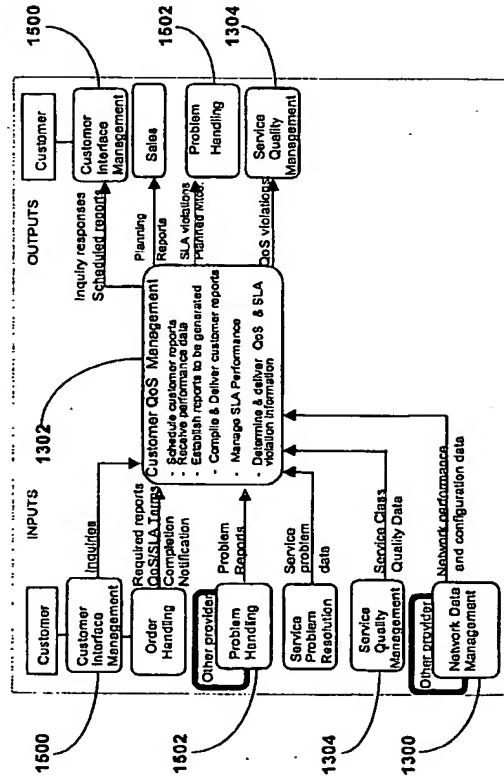 INPUTS
OUTPUTS
1302
1500
Customer
Customer
Interface
Management
Inquiries
Order
Handling
Required reports
QoS/SLA Terms
Completion
Notification
1502
Other provider
Problem
Handling
Problem
Reports
Service
Problem
Resolution
Service
problem
data
1304
Service
Quality
Management
Service Class
Quality Data
1300
Other provider
Network Data
Management
Network performance
and configuration data
Customer QoS Management
- Schedule customer reports
- Receive performance data
- Establish reports to be generated
- Compile & Deliver customer reports
- Manage SLA Performance
- Determine & deliver QoS & SLA
violation information
Inquiry responses
Scheduled reports
Planning
Reports
SLA violations
Planned
QoS violations
Customer
Customer
Interface
Management
1500
Sales
Problem
Handling
1502
Service
Quality
Management
1304